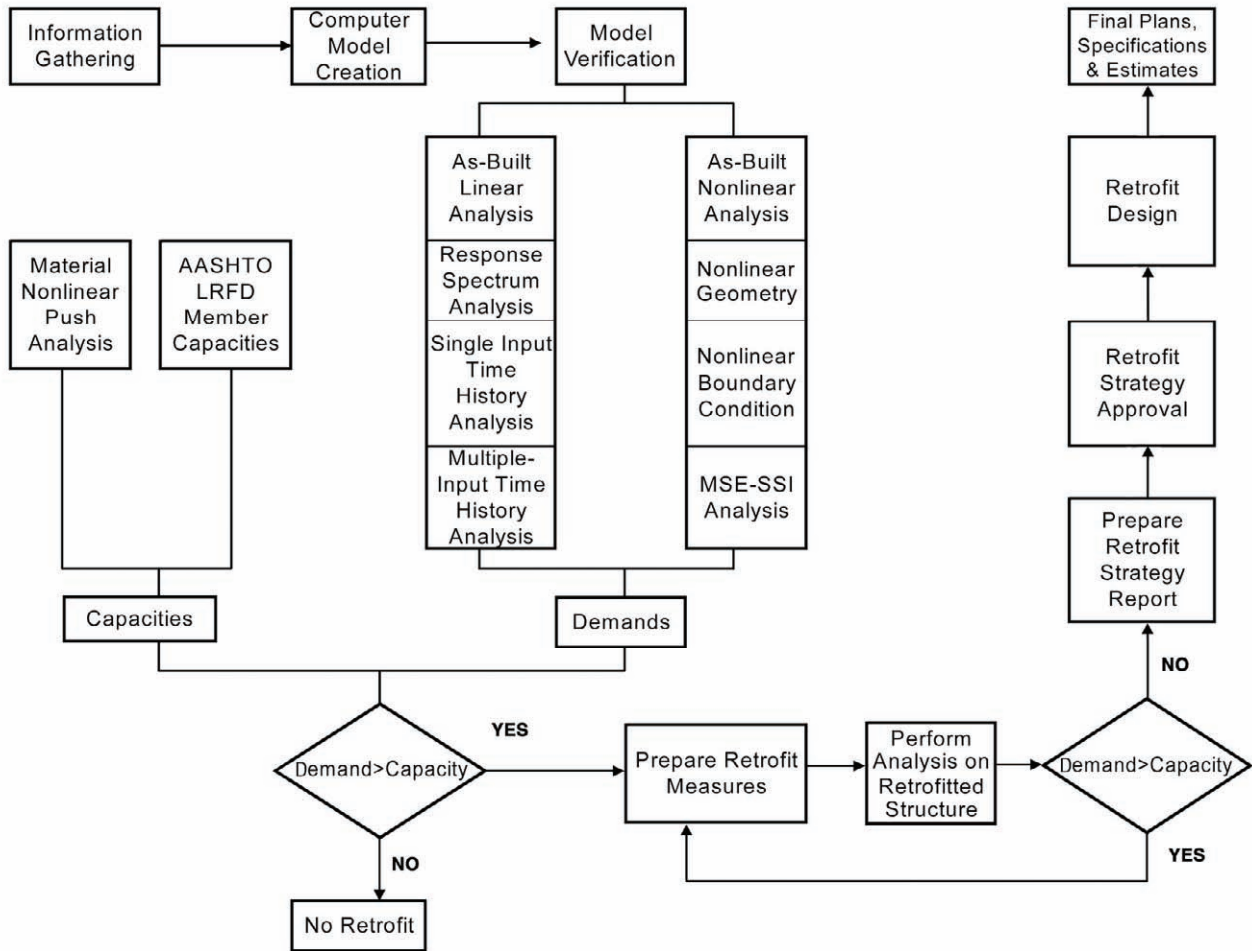 Information
Gathering
Computer
Model
Creation
Model
Verification
Final Plans,
Specifications
& Estimates
As-Built
Linear
Analysis
As-Built
Nonlinear
Analysis
Retrofit
Design
Material
Nonlinear
Push
Analysis
AASHTO
LRFD
Member
Capacities
Response
Spectrum
Analysis
Nonlinear
Geometry
Single Input
Time
History
Analysis
Nonlinear
Boundary
Condition
Retrofit
Strategy
Approval
Multiple-
Input Time
History
Analysis
MSE-SSI
Analysis
Prepare
Retrofit
Strategy
Report
Capacities
Demands
NO
YES
Demand>Capacity
Prepare Retrofit
Measures
Perform
Analysis on
Retrofitted
Structure
Demand>Capacity
NO
YES
No Retrofit